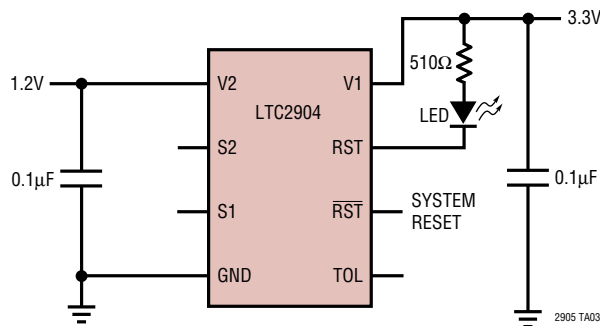 3.3V
510Ω
1.2V
V2
V1
LTC2904
LED
S2
RST
0.1µF
0.1µF
S1
RST
SYSTEM
RESET
GND
TOL
2905 TA03